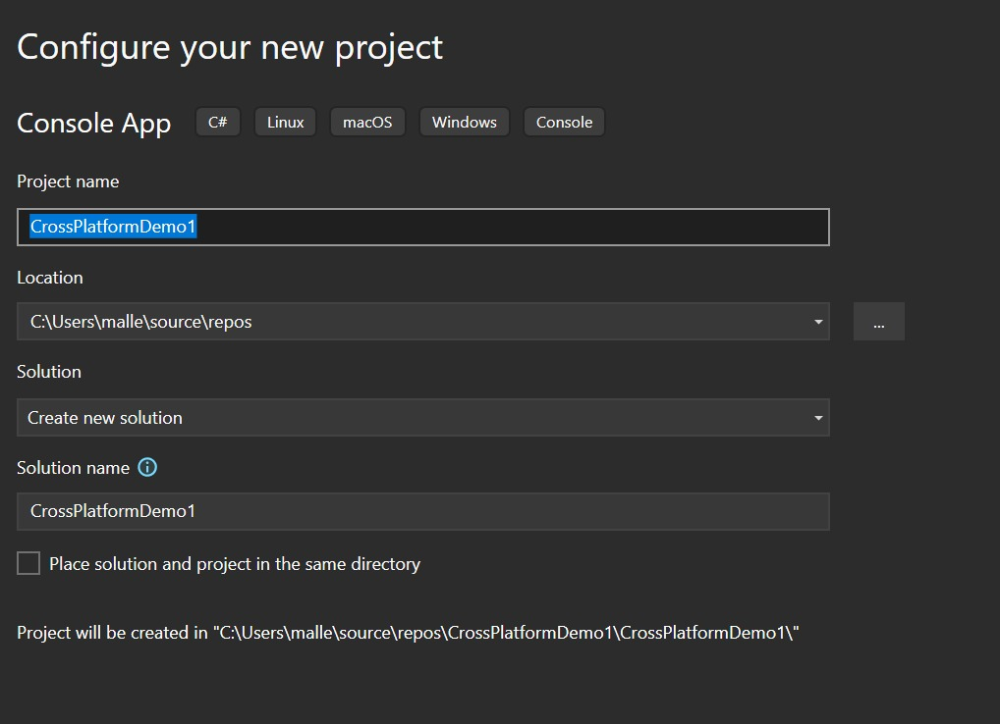 Configure your new project
Console App C# Linux macOS Windows Console
Project name
CrossPlatformDemo1
Location
C:\Users\malle\source\repos
...
Solution
Create new solution
Solution name
CrossPlatformDemo1
Place solution and project in the same directory
Project will be created in "C:\Users\malle\source\repos\CrossPlatformDemo1\CrossPlatformDemo1\"